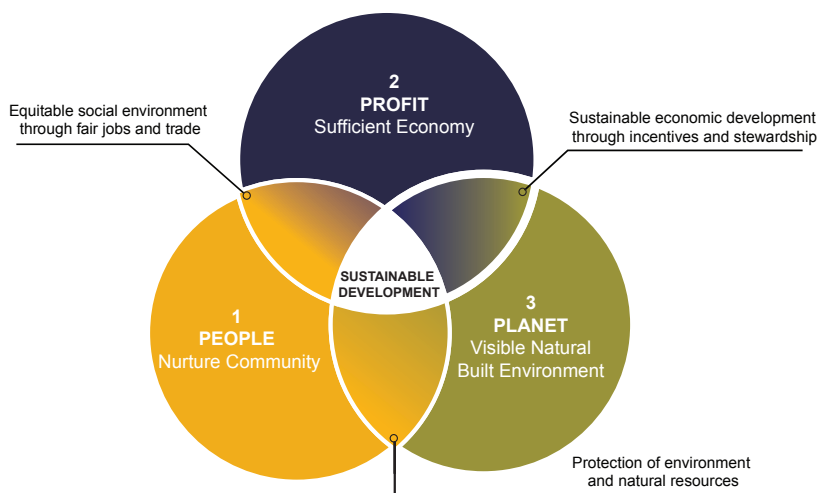 2
PROFIT
Sufficient Economy
Equitable social environment
through fair jobs and trade
Sustainable economic development
through incentives and stewardship
SUSTAINABLE
DEVELOPMENT
1
PEOPLE
Nurture Community
3
PLANET
Visible Natural
Built Environment
Protection of environment
and natural resources